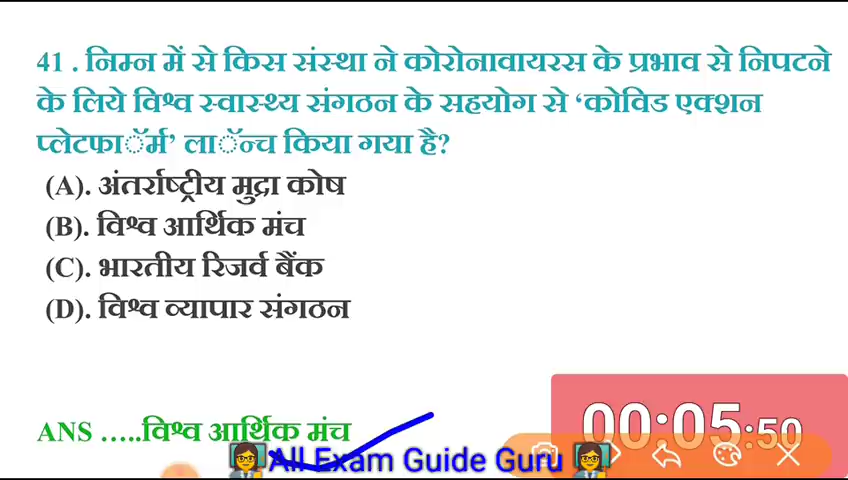 41 . निम्न में से किस संस्था ने कोरोनावायरस के प्रभाव से निपटने
के लिये विश्व स्वास्थ्य संगठन के सहयोग से ‘कोविड एक्शन
प्लेटफाॅर्म’ लाॅन्च किया गया है?
(A). अंतर्राष्ट्रीय मुद्रा कोष
(B). विश्व आर्थिक मंच
(C). भारतीय रिजर्व बैंक
(D). विश्व व्यापार संगठन
ANS …..विश्व आर्थिक मंच
00:05:50
All Exam Guide Guru